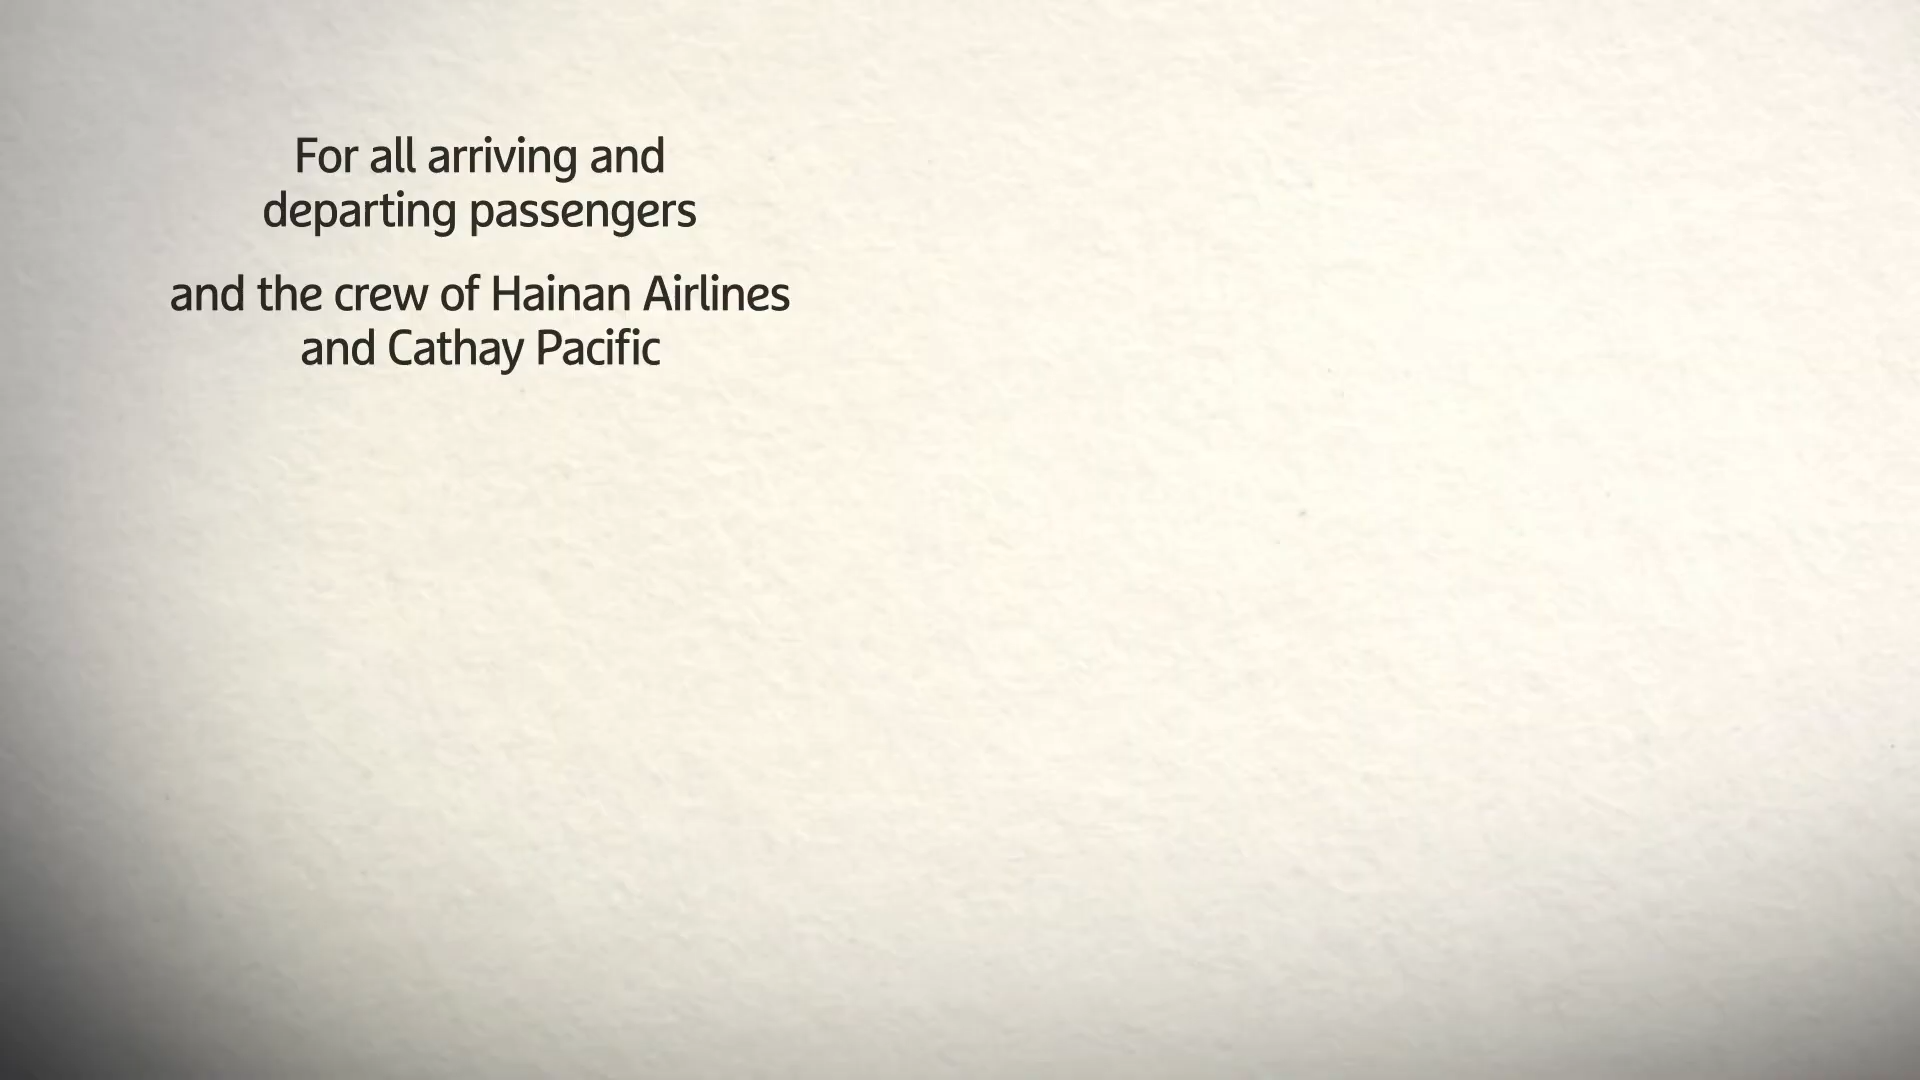 For all arriving and
departing passengers
and the crew of Hainan Airlines
and Cathay Pacific